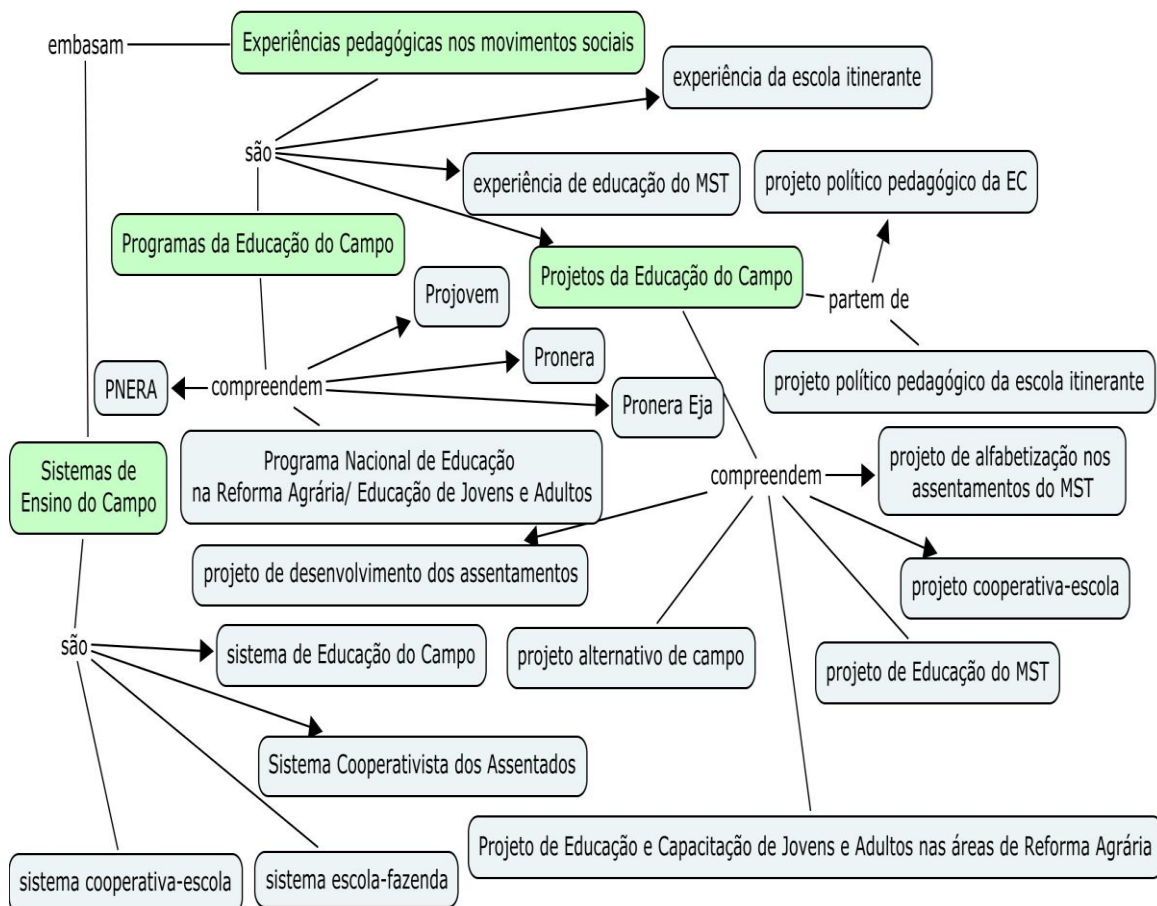 embasam
Experiências pedagógicas nos movimentos sociais
experiência da escola itinerante
são
experiência de educação do MST
projeto político pedagógico da EC
Programas da Educação do Campo
Projetos da Educação do Campo
partem de
Projovem
Pronera
PNERA
compreendem
Pronera Eja
projeto político pedagógico da escola itinerante
Sistemas de
Ensino do Campo
Programa Nacional de Educação
na Reforma Agrária/ Educação de Jovens e Adultos
compreendem
projeto de alfabetização nos
assentamentos do MST
projeto de desenvolvimento dos assentamentos
projeto cooperativa-escola
são
sistema de Educação do Campo
projeto alternativo de campo
projeto de Educação do MST
Sistema Cooperativista dos Assentados
Projeto de Educação e Capacitação de Jovens e Adultos nas áreas de Reforma Agrária
sistema cooperativa-escola
sistema escola-fazenda